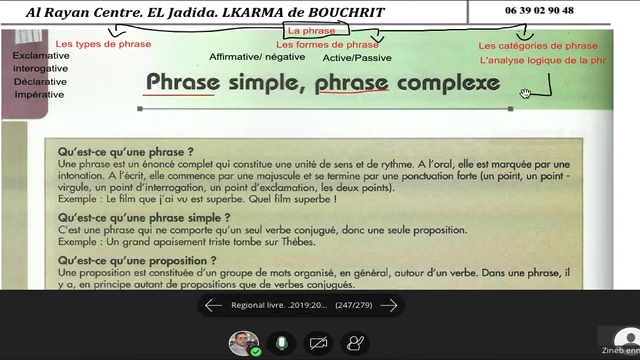 Al Rayan Centre. EL Jadida. LKARMA de BOUCHRIT
06 39 02 90 48
La phrase
Les types de phrase
Les formes de phrase
Les catégories de phrase
Exclamative
Affirmative/ négative
Active/Passive
L'analyse logique de la phr
interogative
Déclarative
Impérative
Phrase simple, phrase complexe
Qu'est-ce qu'une phrase ?
Une phrase est un énoncé complet qui constitue une unité de sens et de rythme. A l'oral, elle est marquée par une
intonation. A l'écrit, elle commence par une majuscule et se termine par une ponctuation forte (un point, un point -
virgule, un point d'interrogation, un point d'exclamation, les deux points).
Exemple : Le film que j'ai vu est superbe. Quel film superbe !
Qu'est-ce qu'une phrase simple ?
C'est une phrase qui ne comporte qu'un seul verbe conjugué, donc une seule proposition.
Exemple : Un grand apaisement triste tombe sur Thèbes.
Qu'est-ce qu'une proposition ?
Une proposition est constituée d'un groupe de mots organisé, en général, autour d'un verbe. Dans une phrase, il
y a, en principe autant de propositions que de verbes conjugués.
Regional livre. .2019:20... (247/279)
Zineb enn